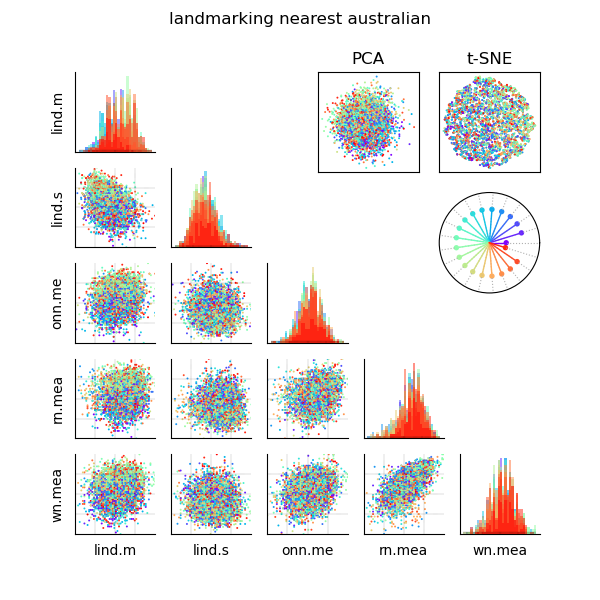 landmarking nearest australian
PCA
t-SNE
lind.m
lind.s
onn.me
rn.mea
wn.mea
lind.m
lind.s
onn.me
rn.mea
wn.mea